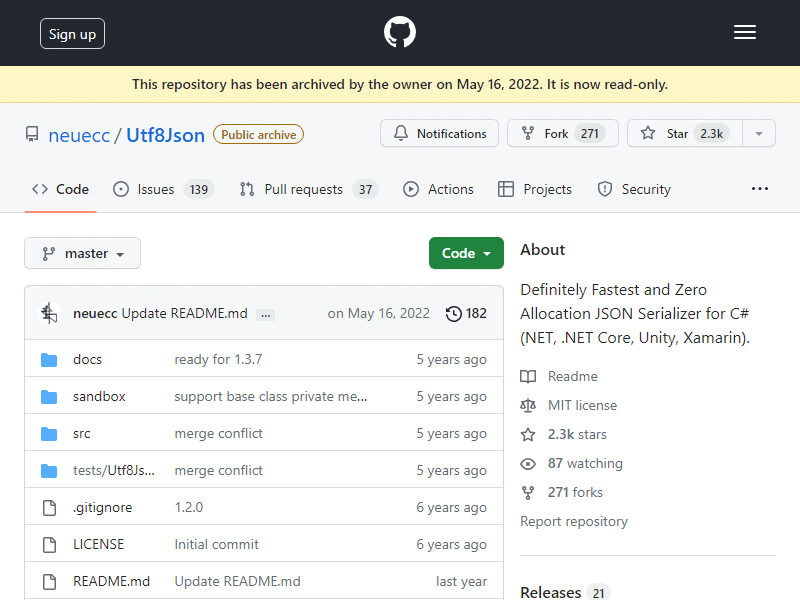 Sign up
This repository has been archived by the owner on May 16, 2022. It is now read-only.
neuecc / Utf8Json Public archive
Notifications Fork 271 Star 2.3k
Code Issues 139 Pull requests 37 Actions Projects Security ...
master Code
neuecc Update README.md ... on May 16, 2022 182
docs ready for 1.3.7 5 years ago
sandbox support base class private me... 5 years ago
src merge conflict 5 years ago
tests/Utf8Js... merge conflict 5 years ago
.gitignore 1.2.0 6 years ago
LICENSE Initial commit 6 years ago
README.md Update README.md last year
About
Definitely Fastest and Zero
Allocation JSON Serializer for C#
(NET, .NET Core, Unity, Xamarin).
Readme
MIT license
2.3k stars
87 watching
271 forks
Report repository
Releases 21